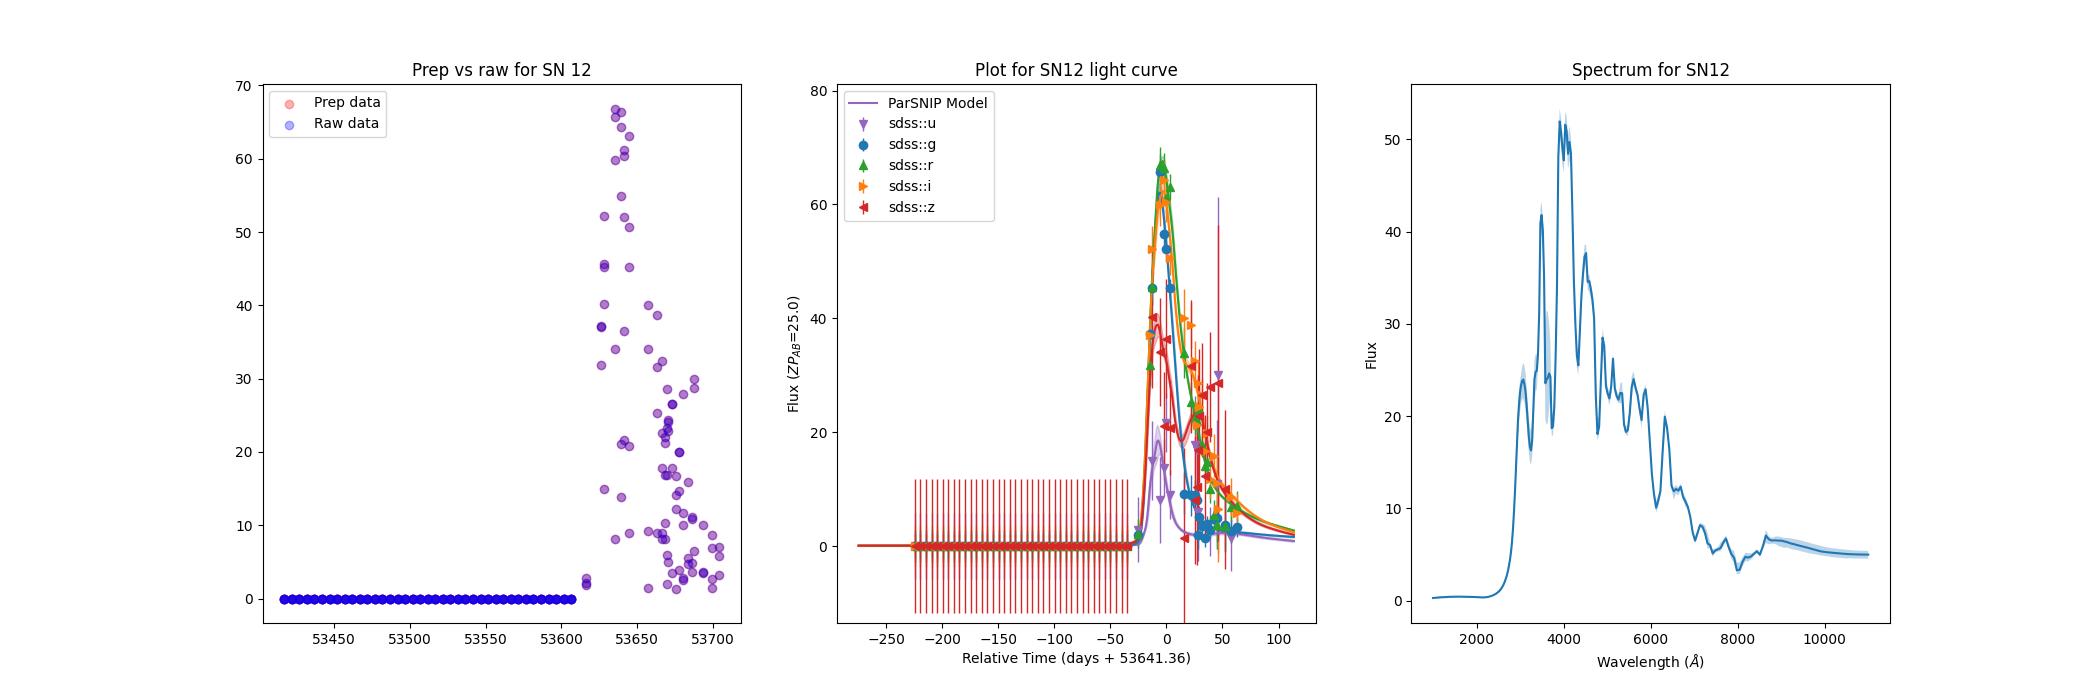 Prep vs raw for SN 12
Prep data
Raw data
70
60
50
40
30
20
10
0
53450
53500
53550
53600
53650
53700
Plot for SN12 light curve
ParSNIP Model
sdss::u
sdss::g
sdss::r
sdss::i
sdss::z
Flux (ZP_AB=25.0)
80
60
40
20
0
−250
−200
−150
−100
−50
0
50
100
Relative Time (days + 53641.36)
Spectrum for SN12
Flux
50
40
30
20
10
0
2000
4000
6000
8000
10000
Wavelength (Å)